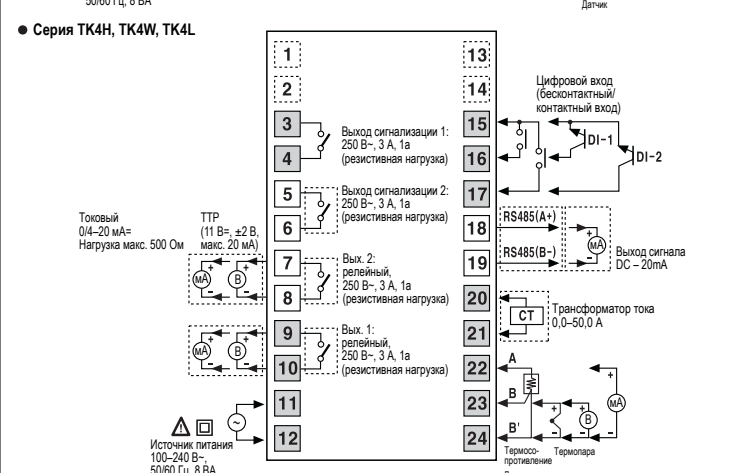 50/60 Гц, 8 ВА
Датчик
● Серия TK4H, TK4W, TK4L
1
2
3
4
5
6
7
8
9
10
11
12
13
14
15
16
17
18
19
20
21
22
23
24
Выход сигнализации 1:
250 В~, 3 А, 1а
(резистивная нагрузка)
Выход сигнализации 2:
250 В~, 3 А, 1а
(резистивная нагрузка)
Вых. 2:
релейный,
250 В~, 3 А, 1а
(резистивная нагрузка)
Вых. 1:
релейный,
250 В~, 3 А, 1а
(резистивная нагрузка)
Токовый
0/4–20 мА=
Нагрузка макс. 500 Ом
ТТР
(11 В=, ±2 В,
макс. 20 мА)
+ +
мА В
- -
+ +
мА В
- -
~
Источник питания
100–240 В~,
50/60 Гц, 8 ВА
Цифровой вход
(бесконтактный/
контактный вход)
DI-1
DI-2
RS485(A+)
RS485(B-)
+
мА
-
Выход сигнала
DC – 20mA
CT
Трансформатор тока
0,0–50,0 А
A
B
B'
+ + +
В мА
- - -
Термосо-
противление
Термопара